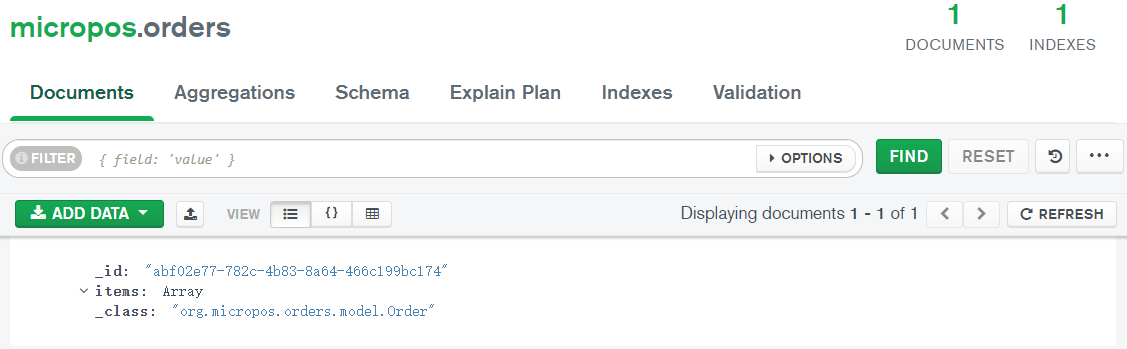 micropos.orders
1 1
DOCUMENTS INDEXES
Documents Aggregations Schema Explain Plan Indexes Validation
FILTER { field: 'value' } OPTIONS FIND RESET
ADD DATA VIEW {} Displaying documents 1 - 1 of 1 REFRESH
_id: "abf02e77-782c-4b83-8a64-466c199bc174"
items: Array
_class: "org.micropos.orders.model.Order"